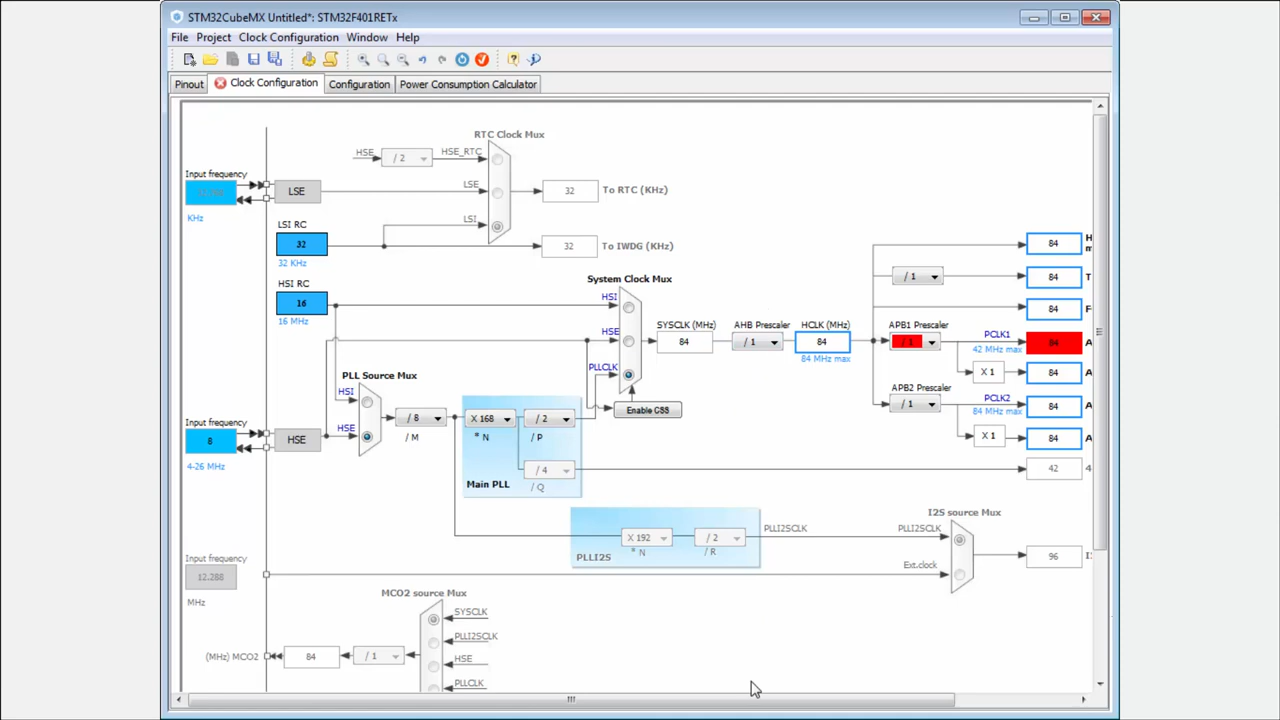 STM32CubeMX Untitled*: STM32F401RETx
File Project Clock Configuration Window Help
Pinout Clock Configuration Configuration Power Consumption Calculator
RTC Clock Mux
HSE / 2 HSE_RTC
Input frequency
LSE LSE 32 To RTC (KHz)
KHz
LSI RC LSI
32 32 To IWDG (KHz) 84 H
m
32 KHz
/ 1 84 T
HSI RC System Clock Mux
16 HSI 84 F
16 MHz
HSE SYSCLK (MHz) AHB Prescaler HCLK (MHz) APB1 Prescaler PCLK1
84 / 1 84 / 1 84 A
84 MHz max 42 MHz max
PLL Source Mux PLLCLK X 1 84 A
HSI APB2 Prescaler PCLK2
Enable CSS / 1 84 MHz max 84 A
Input frequency / 8 X 168 / 2
8 HSE HSE / M * N / P X 1 84 A
4-26 MHz
/ 4 42 4
Main PLL / Q
I2S source Mux
PLLI2SCLK PLLI2SCLK
X 192 / 2
PLLI2S * N / R 96 I
Input frequency Ext.clock
12.288
MHz MCO2 source Mux
SYSCLK
PLLI2SCLK
(MHz) MCO2 84 / 1 HSE
PLLCLK